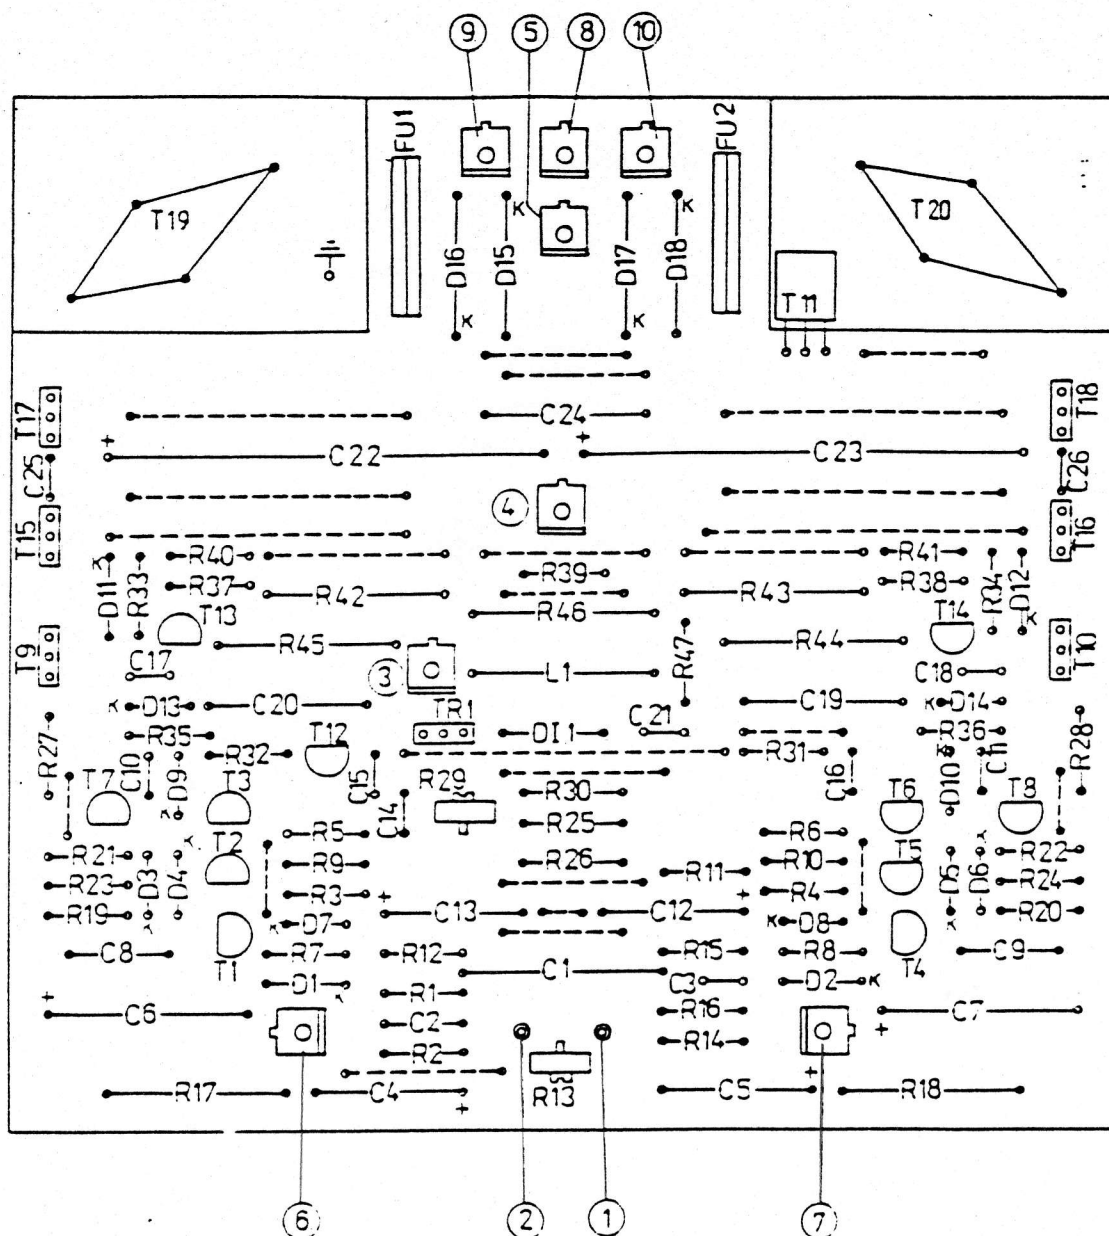 9 5 8 10
FU1 FU2
T19 T20
K K
D16 D15 D17 D18
T11
K K
T17 C24 T18
+ +
C22 C23
C25 C26
4
T15 T16
K R40 R41
D11 R33 R39 R34 D12
R37 R38
R42 R43
T13 R46 T14 K
T9 R45 R47 R44 T10
C17 3 L1 C18
K D13 C20 C19 K D14
TR1 C21
R27 R35 T12 DI1 R36 R28
R32 R31 K
C10 D9 C15 C16 D10 C11
T7 T3 R29 R30 T6 T8
K C14 R25
R5 R6
K T2 K
R21 R9 R26 R10 T5 R22
D3 D4 R11 D5 D6
R23 R3 R4 R24
R19 + C13 C12 + R20
K K K D7 K D8 K
T1 T4
C8 R7 R12 R15 R8 C9
C1
D1 C3 D2 K
K R1
+ C6 C2 R16 C7
+
R2 R14
R17 C4 R13 C5 + R18
+
6 2 1 7